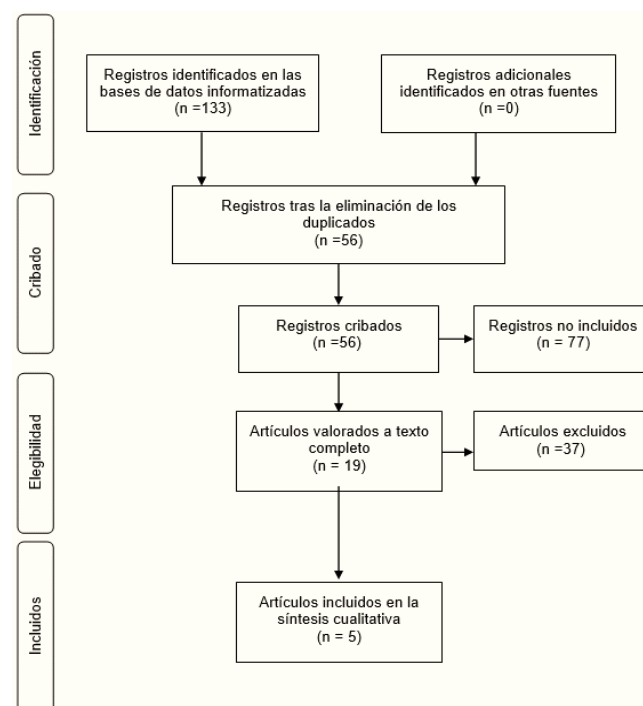 Identificación
Registros identificados en las
bases de datos informatizadas
(n =133)
Registros adicionales
identificados en otras fuentes
(n =0)
Cribado
Registros tras la eliminación de los
duplicados
(n =56)
Registros cribados
(n =56)
Registros no incluidos
(n = 77)
Elegibilidad
Artículos valorados a texto
completo
(n = 19)
Artículos excluidos
(n =37)
Incluidos
Artículos incluidos en la
síntesis cualitativa
(n = 5)